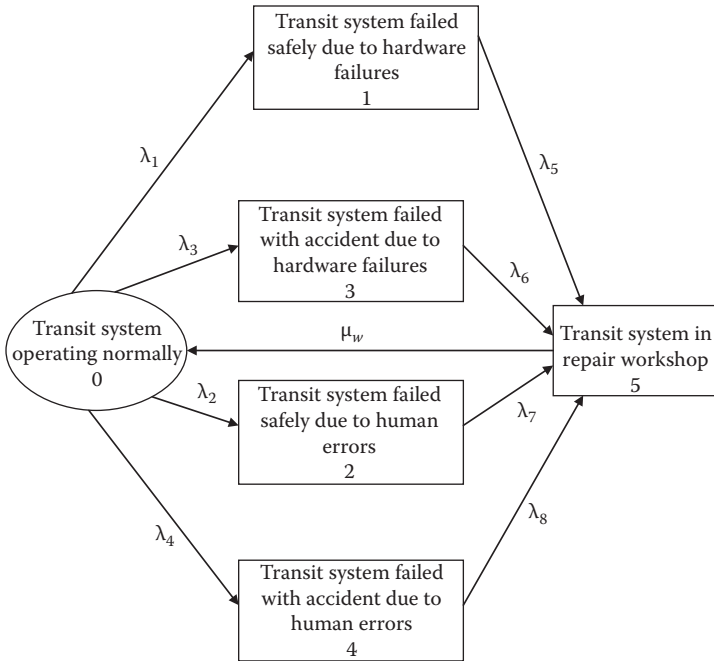 Transit system failed
safely due to hardware
failures
1
λ₁
λ₅
Transit system failed
with accident due to
hardware failures
3
λ₃
λ₆
Transit system
operating normally
0
μ𝑤
Transit system in
repair workshop
5
λ₂
Transit system failed
safely due to human
errors
2
λ₇
λ₄
λ₈
Transit system failed
with accident due to
human errors
4